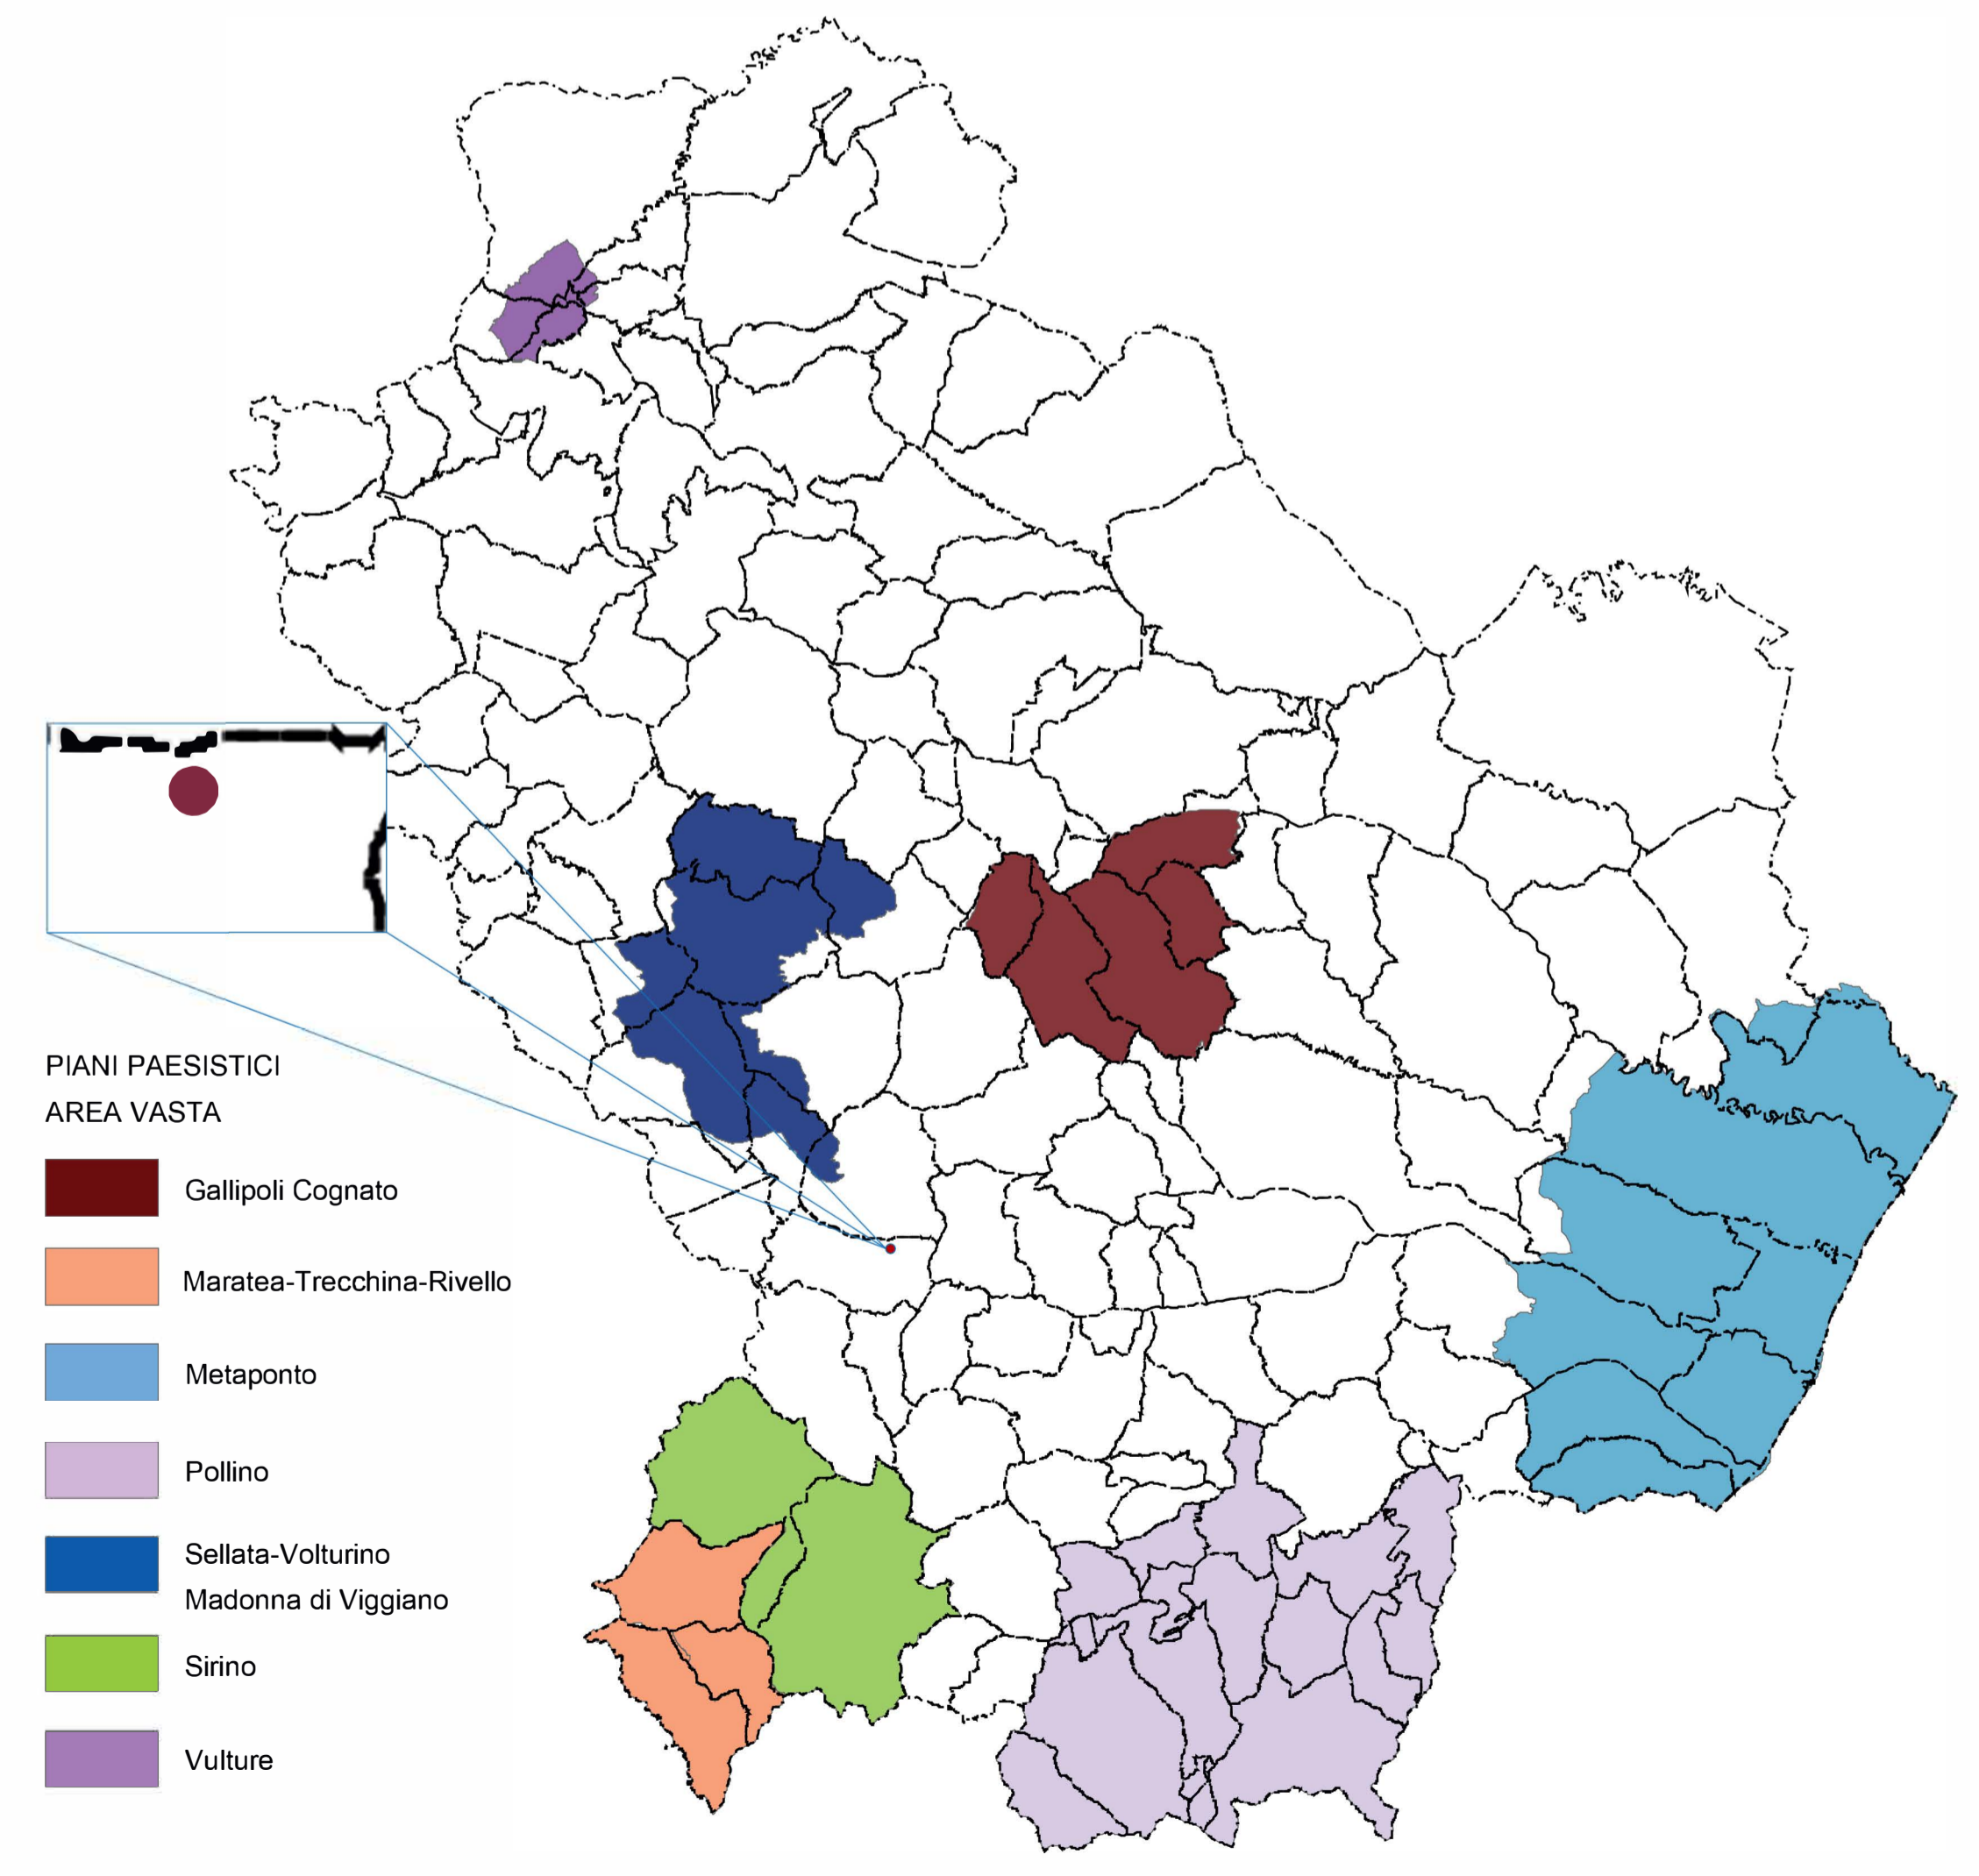 PIANI PAESISTICI
AREA VASTA
Gallipoli Cognato
Maratea-Trecchina-Rivello
Metaponto
Pollino
Sellata-Volturino
Madonna di Viggiano
Sirino
Vulture